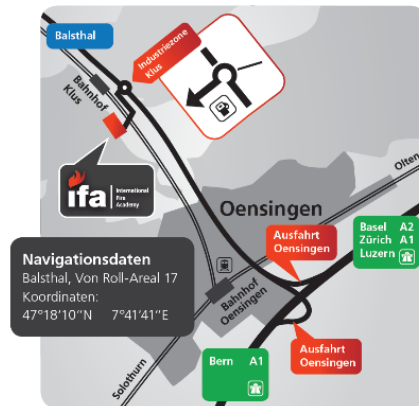 Balsthal
Industriezone
Klus
Bahnhof
Klus
ifa
International
Fire
Academy
Olten
Oensingen
Ausfahrt
Oensingen
Basel A2
Zürich A1
Luzern
Navigationsdaten
Balsthal, Von Roll-Areal 17
Koordinaten:
47°18'10''N 7°41'41''E
Bahnhof
Oensingen
Ausfahrt
Oensingen
Bern A1
Solothurn